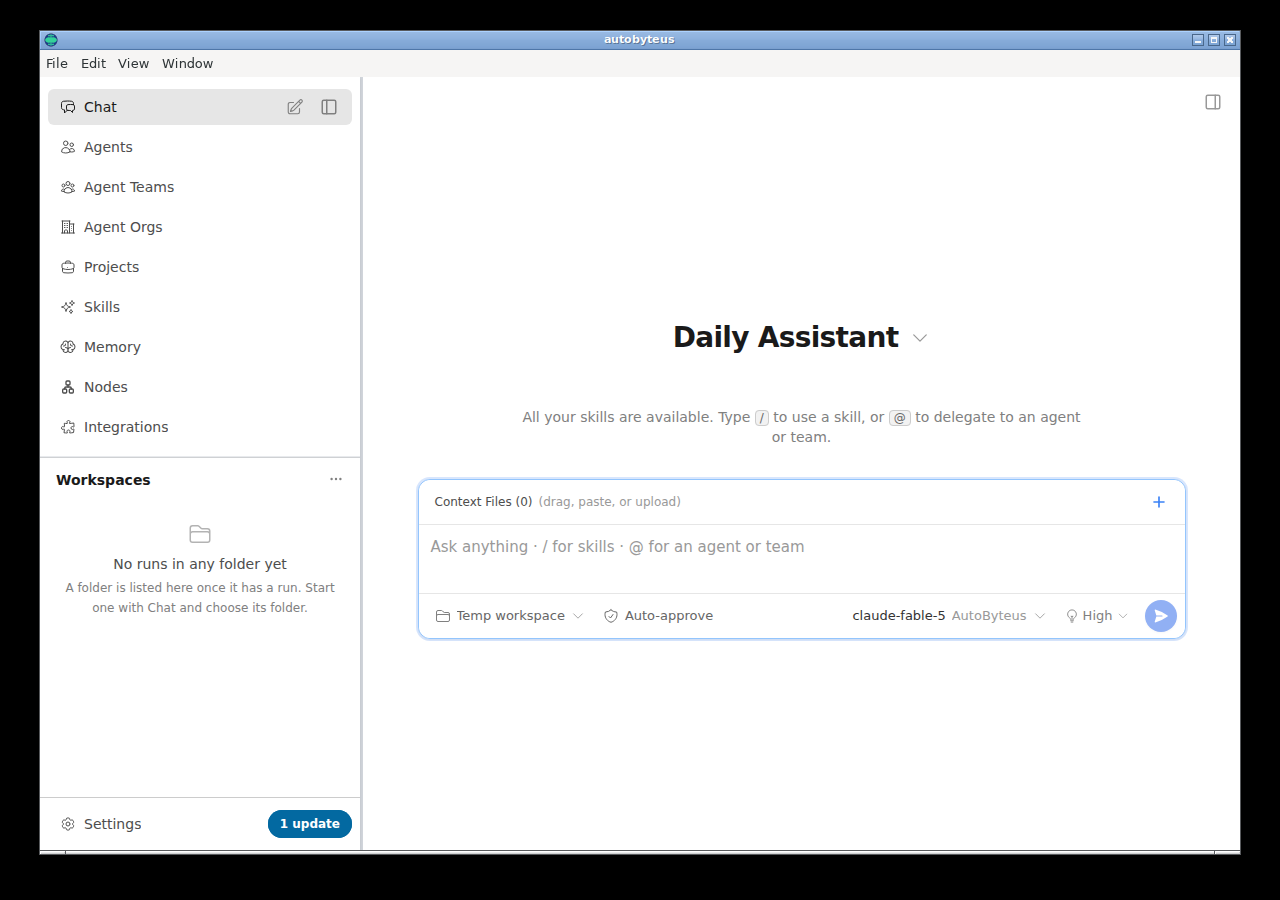 autobyteus
File Edit View Window
Chat
Agents
Agent Teams
Agent Orgs
Projects
Skills
Memory
Nodes
Integrations
Workspaces
No runs in any folder yet
A folder is listed here once it has a run. Start
one with Chat and choose its folder.
Settings
1 update
Daily Assistant
All your skills are available. Type / to use a skill, or @ to delegate to an agent
or team.
Context Files (0) (drag, paste, or upload)
Ask anything · / for skills · @ for an agent or team
Temp workspace Auto-approve claude-fable-5 AutoByteus High